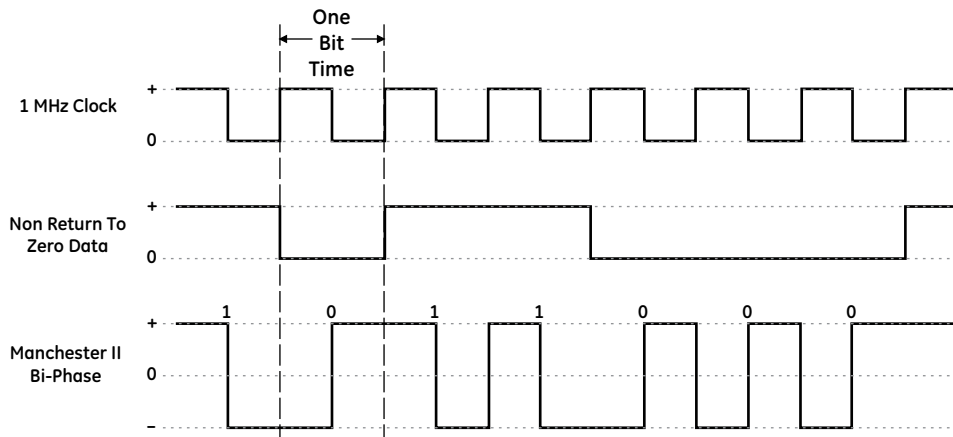 One
Bit
Time
1 MHz Clock
+
0
Non Return To
Zero Data
+
0
1 0 1 1 0 0 0
Manchester II
Bi-Phase
+
0
–